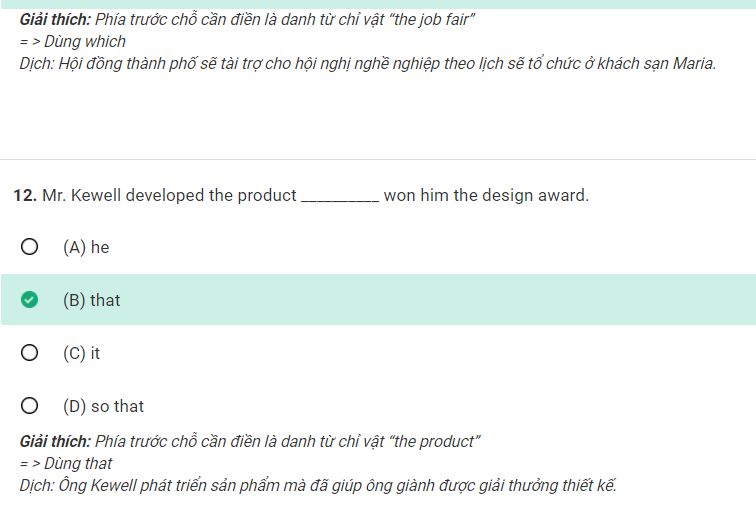 Giải thích: Phía trước chỗ cần điền là danh từ chỉ vật “the job fair”
= > Dùng which
Dịch: Hội đồng thành phố sẽ tài trợ cho hội nghị nghề nghiệp theo lịch sẽ tổ chức ở khách sạn Maria.
12. Mr. Kewell developed the product __________ won him the design award.
(A) he
(B) that
(C) it
(D) so that
Giải thích: Phía trước chỗ cần điền là danh từ chỉ vật “the product”
= > Dùng that
Dịch: Ông Kewell phát triển sản phẩm mà đã giúp ông giành được giải thưởng thiết kế.